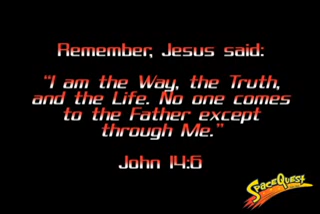 Remember, Jesus said:
"I am the Way, the Truth,
and the Life. No one comes
to the Father except
through Me."
John 14:6
SpaceQuest